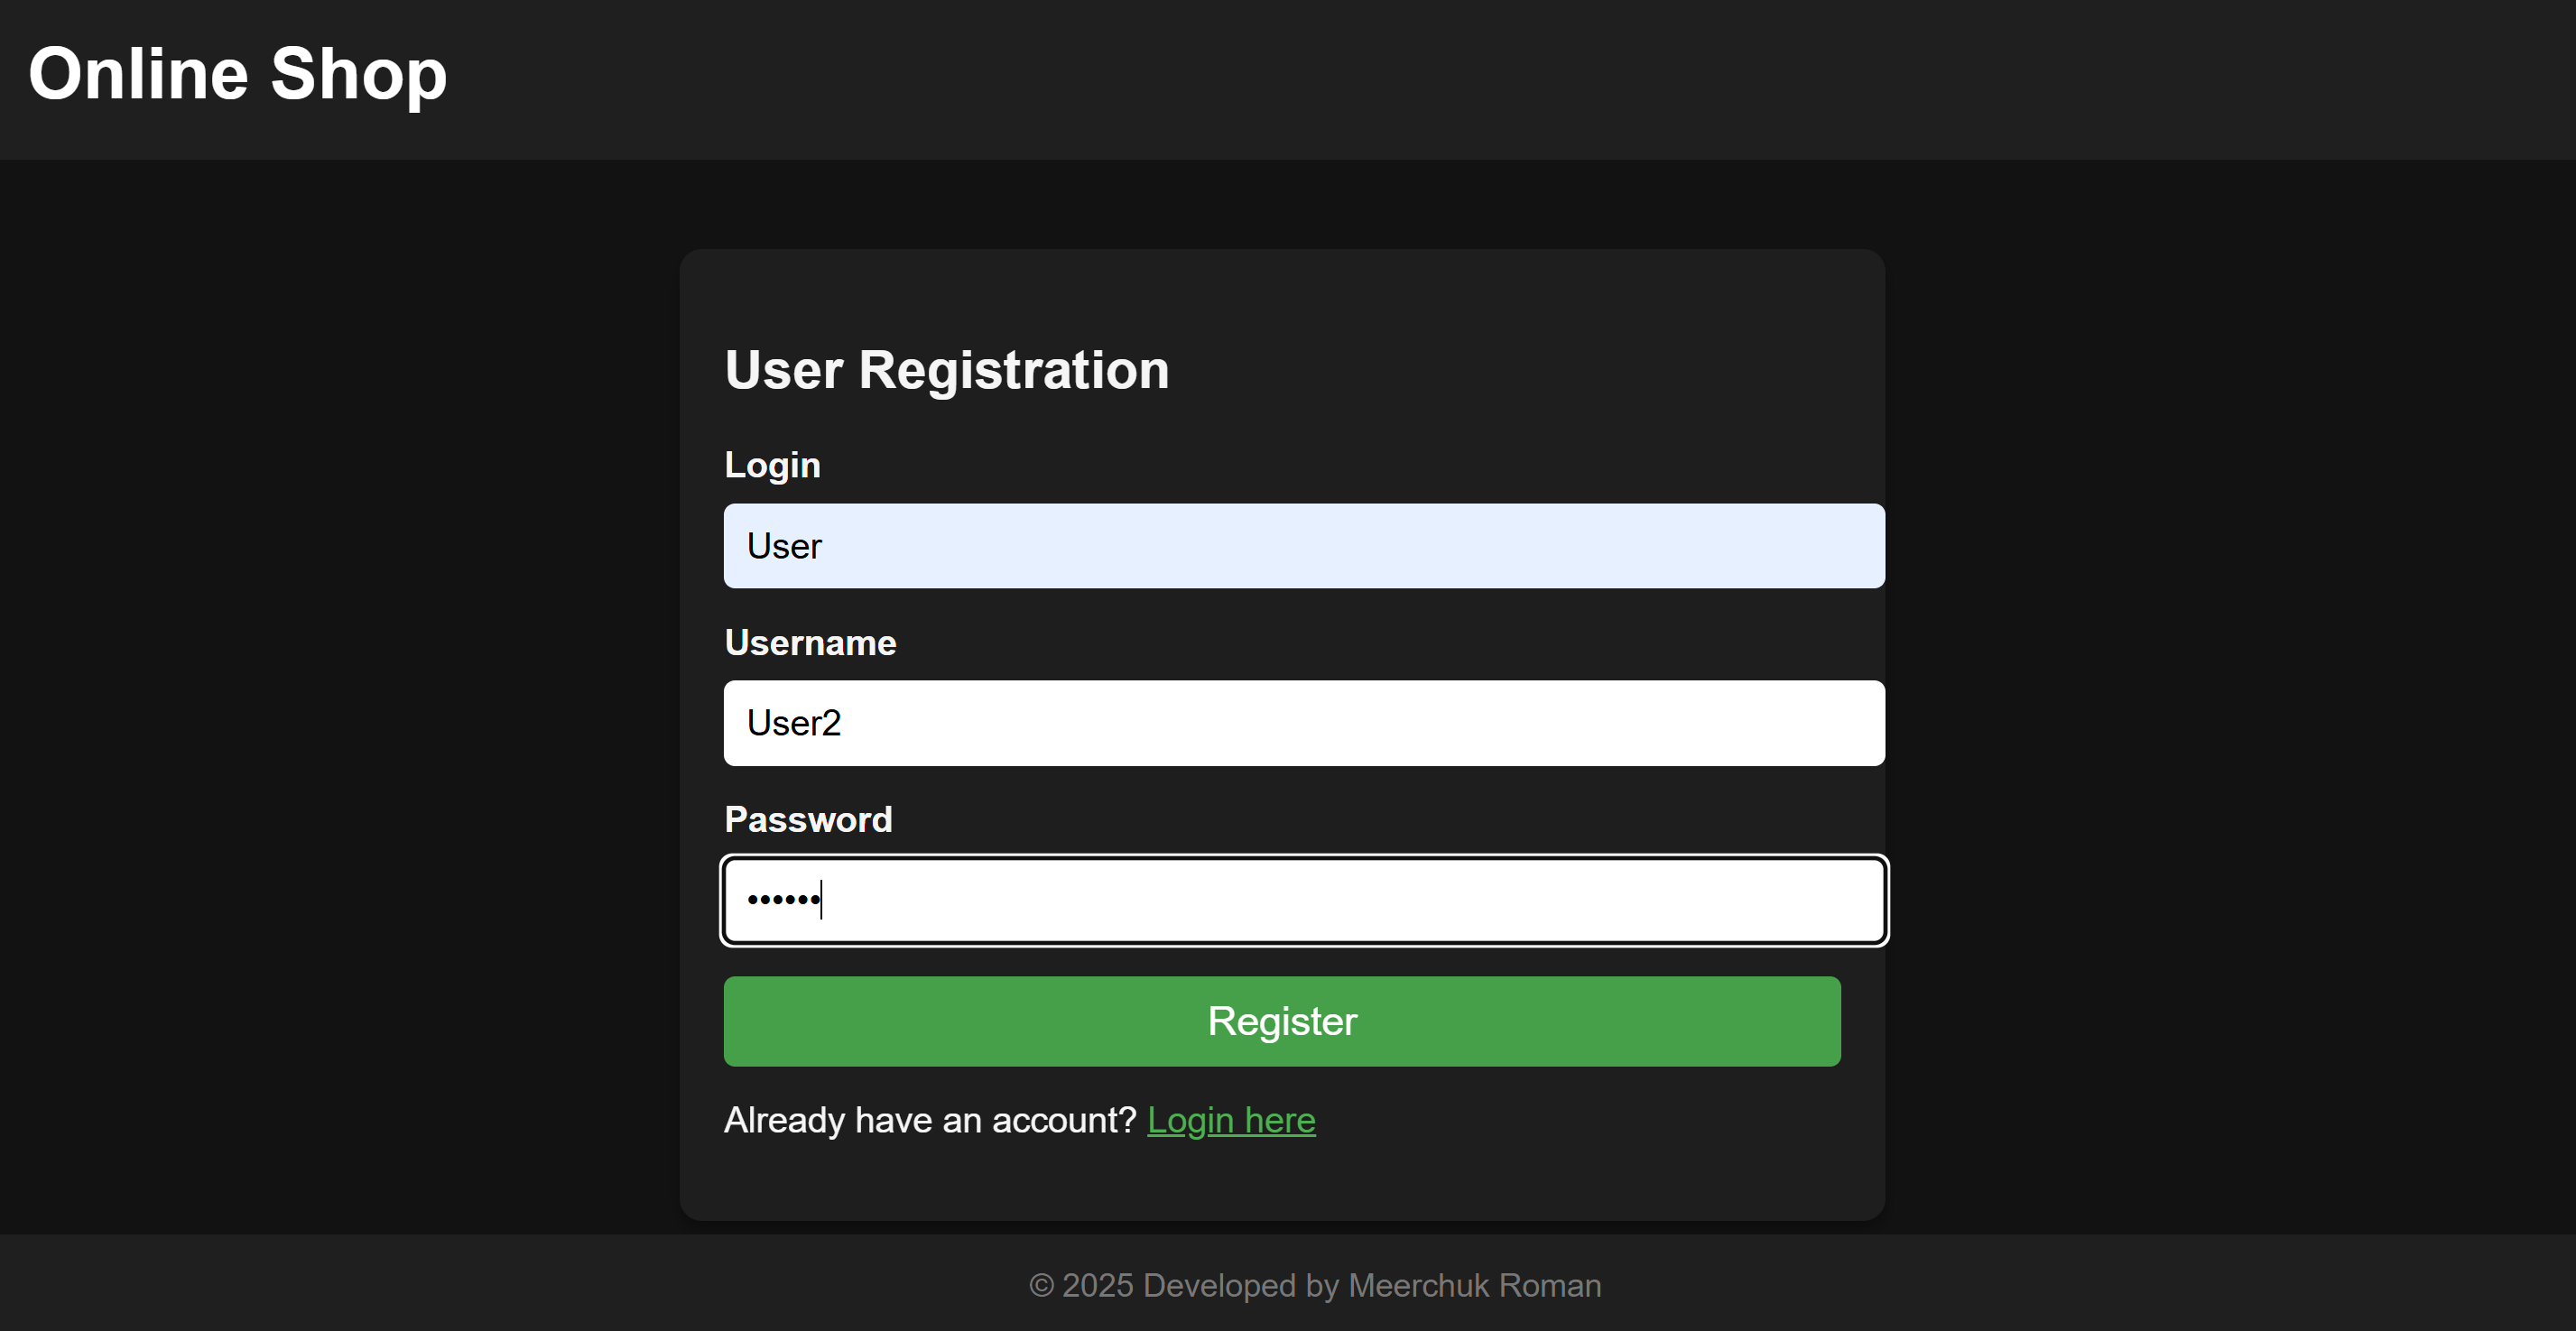 Online Shop
User Registration
Login
User
Username
User2
Password
••••••
Register
Already have an account? Login here
© 2025 Developed by Meerchuk Roman